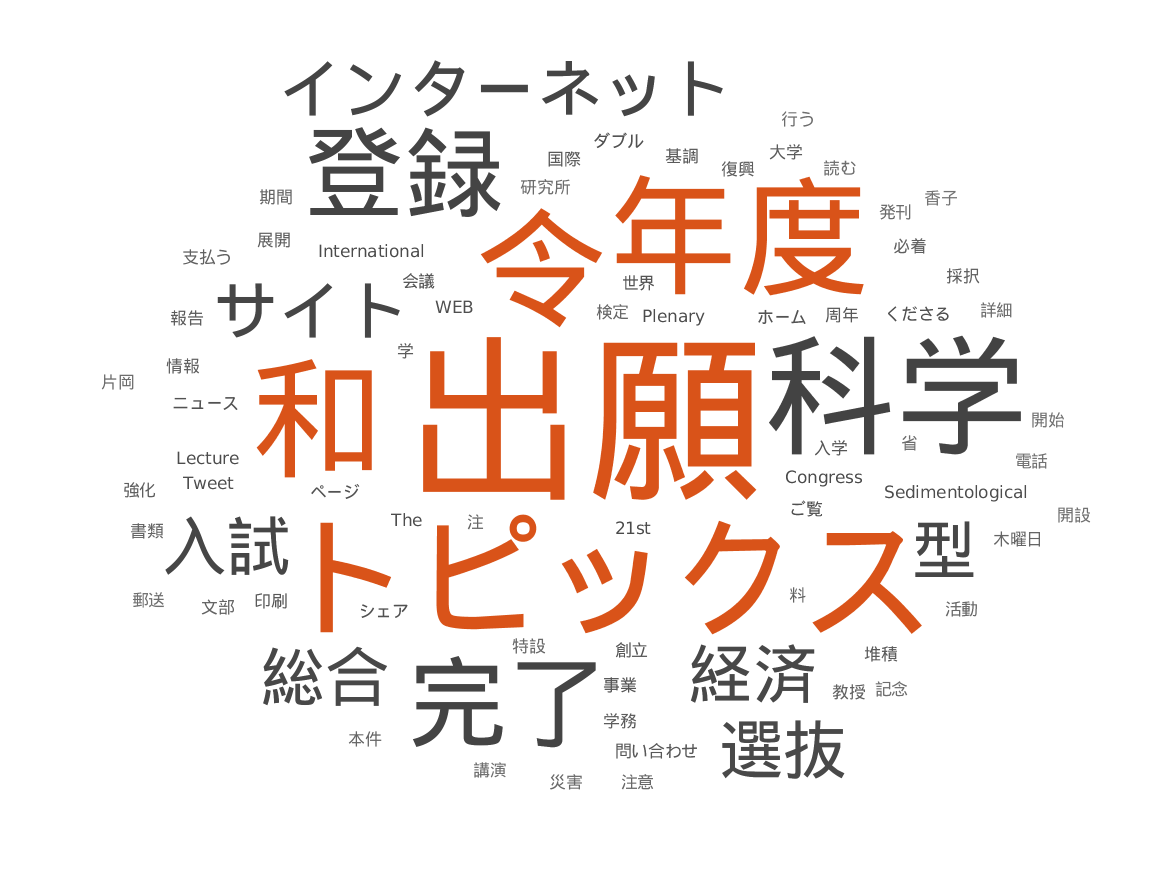 インターネット
行う
登録
ダブル
国際
基調
大学
復興
読む
研究所
期間
年度
香子
発刊
令
展開
International
必着
支払う
会議
世界
採択
サイト
WEB
検定
Plenary
ホーム
周年
くださる
詳細
報告
学
情報
片岡
ニュース
和
出願
科学
開始
入学
省
Lecture
電話
Tweet
ページ
Congress
Sedimentological
強化
ご覧
開設
The
注
21st
書類
入試
トピックス
型
木曜日
郵送
文部
印刷
シェア
料
活動
特設
創立
堆積
総合
完了
事業
経済
教授
記念
学務
本件
問い合わせ
選抜
講演
災害
注意